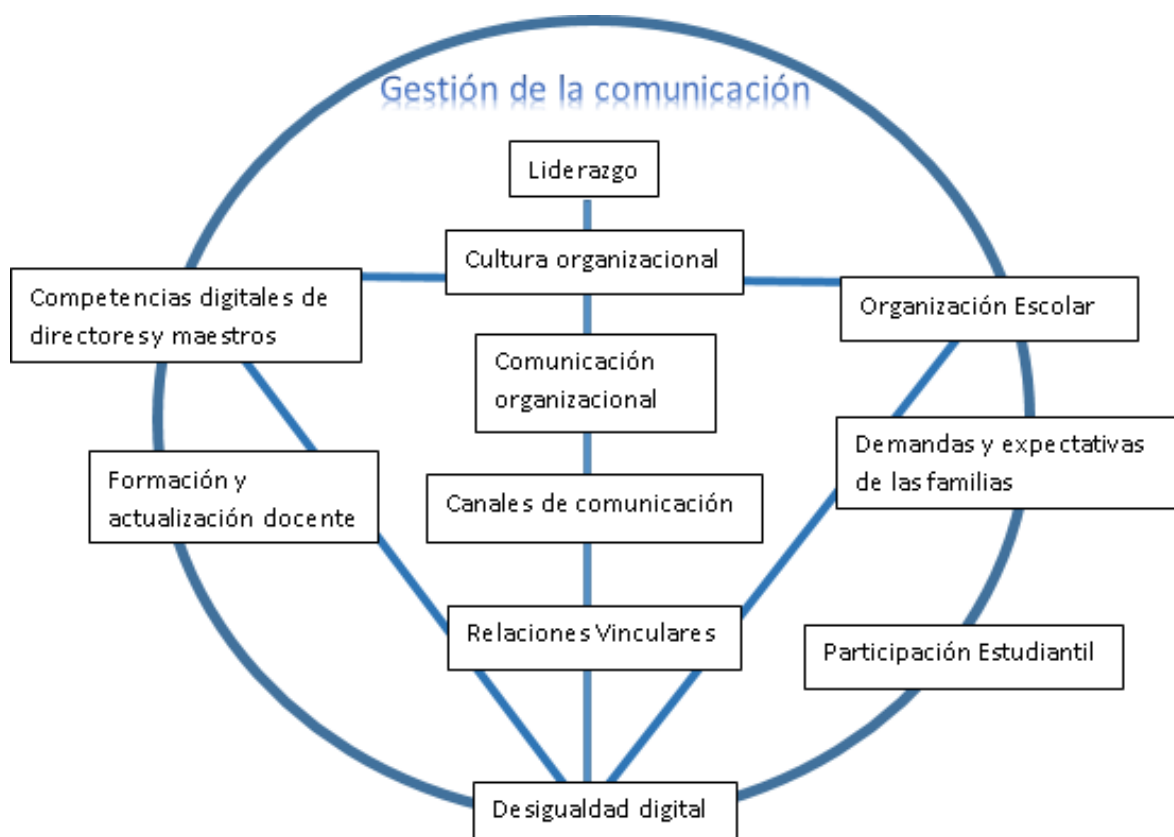 Gestión de la comunicación
Liderazgo
Cultura organizacional
Competencias digitales de
directores y maestros
Organización Escolar
Comunicación
organizacional
Formación y
actualización docente
Canales de comunicación
Demandas y expectativas
de las familias
Relaciones Vinculares
Participación Estudiantil
Desigualdad digital